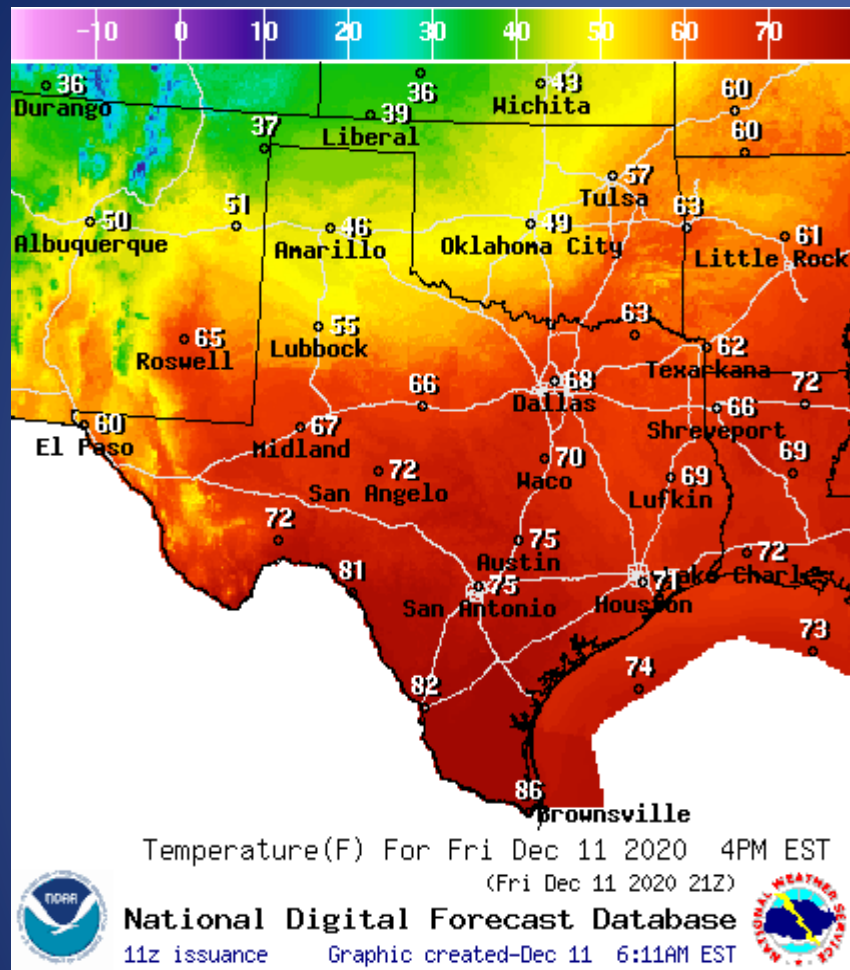 -10 0 10 20 30 40 50 60 70
36
Durango
36
39
Liberal
43
Wichita
60
60
37
57
Tulsa
50
Albuquerque
51
46
Amarillo
49
Oklahoma City
63
61
Little Rock
65
Roswell
55
Lubbock
63
62
Texarkana
66
68
Dallas
72
66
Shreveport
60
El Paso
67
Midland
72
San Angelo
70
Waco
69
Lufkin
69
72
75
Austin
72
Lake Charles
81
75
San Antonio
71
Houston
73
74
82
86
Brownsville
Temperature(F) For Fri Dec 11 2020 4PM EST
(Fri Dec 11 2020 21Z)
NOAA
National Digital Forecast Database
11z issuance Graphic created-Dec 11 6:11AM EST
NATIONAL WEATHER SERVICE